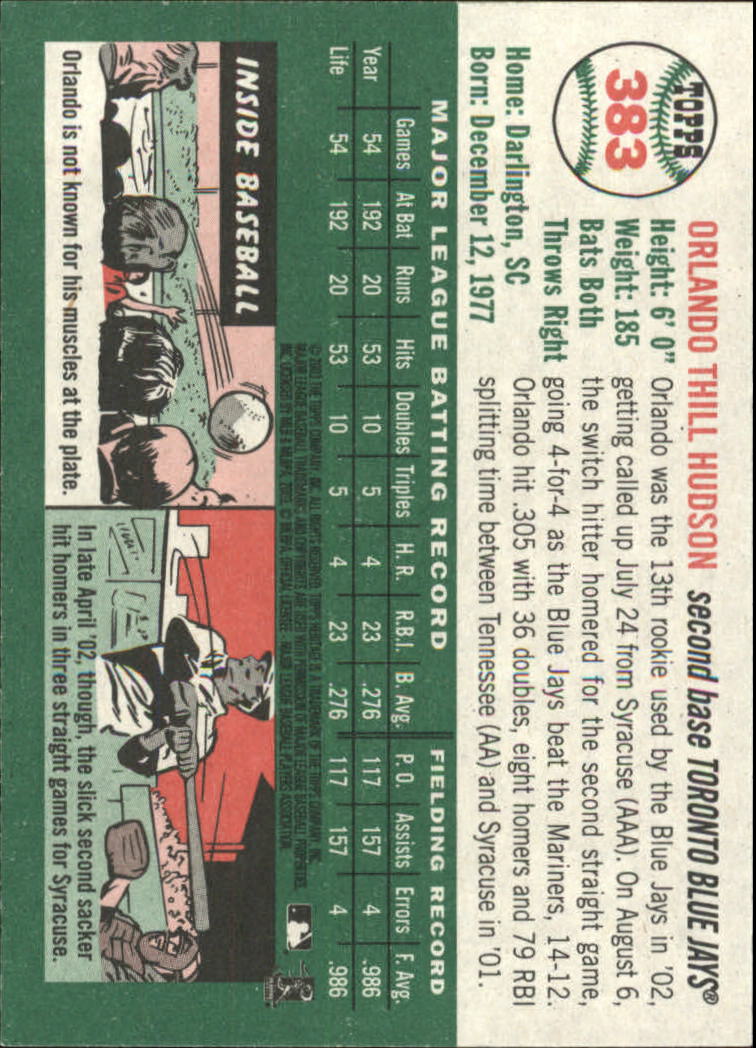 TOPPS
383
ORLANDO THILL HUDSON second base TORONTO BLUE JAYS®
Height: 6' 0"
Weight: 185
Bats Both
Throws Right
Home: Darlington, SC
Born: December 12, 1977
Orlando was the 13th rookie used by the Blue Jays in '02,
getting called up July 24 from Syracuse (AAA). On August 6,
the switch hitter homered for the second straight game,
going 4-for-4 as the Blue Jays beat the Mariners, 14-12.
Orlando hit .305 with 36 doubles, eight homers and 79 RBI
splitting time between Tennessee (AA) and Syracuse in '01.
MAJOR LEAGUE BATTING RECORD FIELDING RECORD
Games At Bat Runs Hits Doubles Triples H. R. R.B.I. B. Avg. P. O. Assists Errors F. Avg.
Year 54 192 20 53 10 5 4 23 .276 117 157 4 .986
Life 54 192 20 53 10 5 4 23 .276 117 157 4 .986
INSIDE BASEBALL
Orlando is not known for his muscles at the plate.
In late April '02, though, the slick second sacker
hit homers in three straight games for Syracuse.